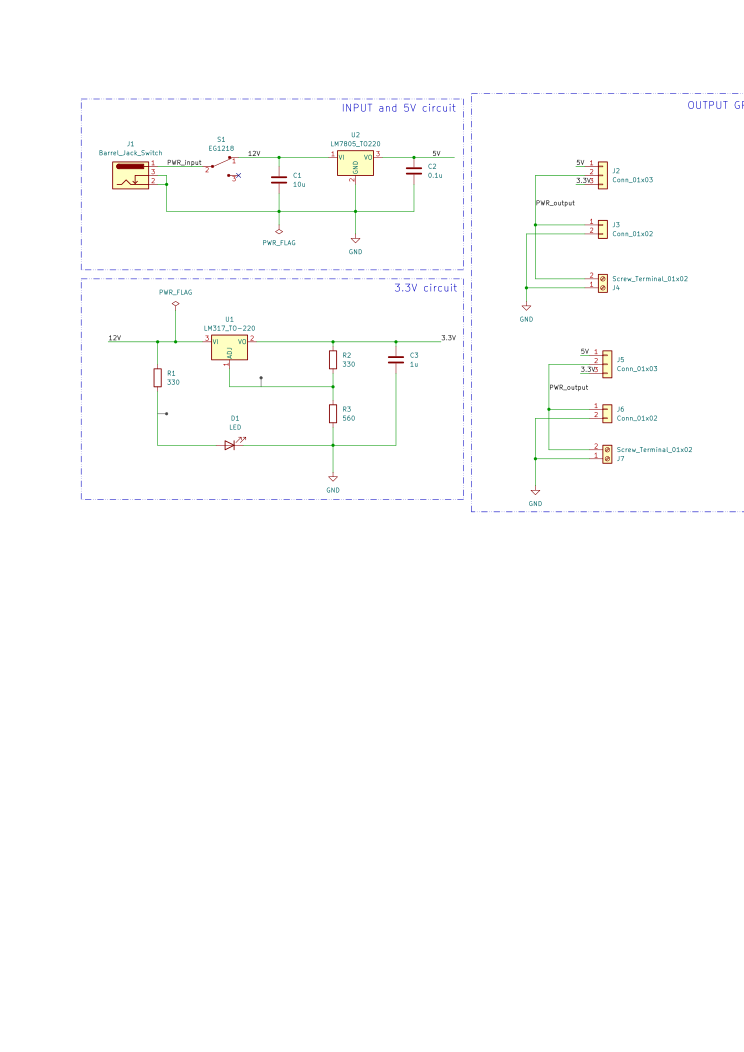 INPUT and 5V circuit
J1
Barrel_Jack_Switch
1
3
2
PWR_input
S1
EG1218
1
2
3
12V
C1
10u
U2
LM7805_TO220
1 VI VO 3
GND
2
5V
C2
0.1u
PWR_FLAG
GND
3.3V circuit
PWR_FLAG
12V
U1
LM317_TO-220
3 VI VO 2
ADJ
1
R1
330
R2
330
C3
1u
3.3V
R3
560
D1
LED
GND
OUTPUT
5V
1
2
3.3V
3
J2
Conn_01x03
PWR_output
1
2
J3
Conn_01x02
2
1
Screw_Terminal_01x02
J4
GND
5V
1
2
3.3V
3
J5
Conn_01x03
PWR_output
1
2
J6
Conn_01x02
2
1
Screw_Terminal_01x02
J7
GND